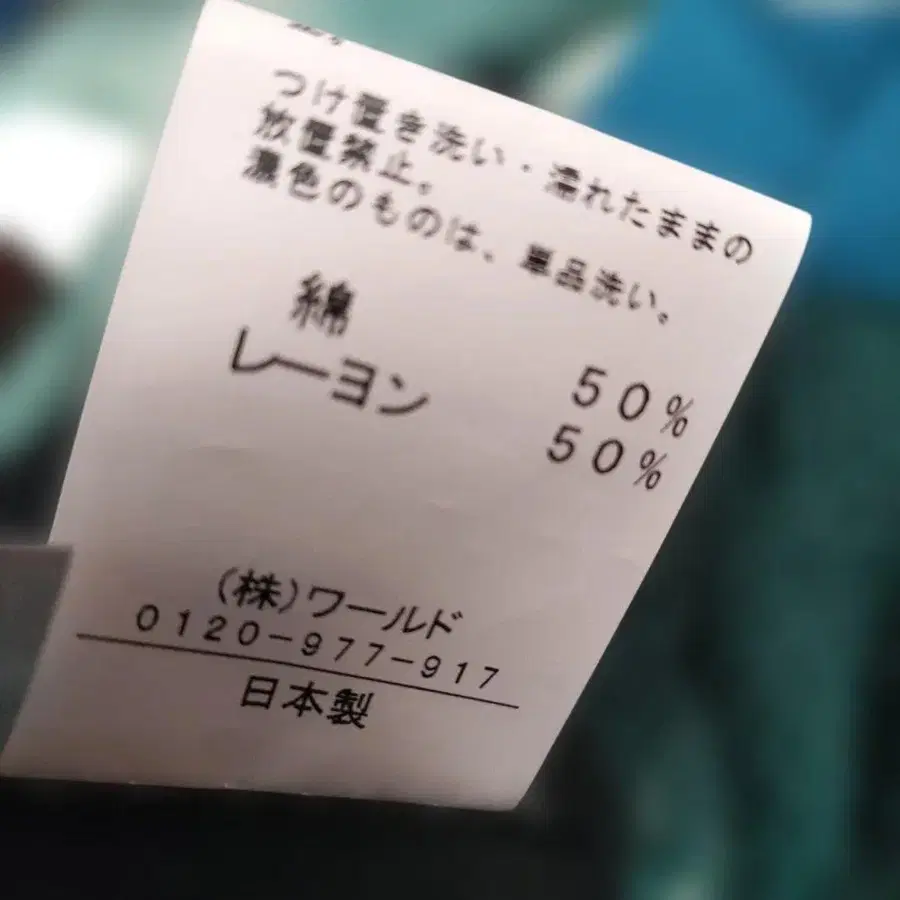 つけ置き洗い・濡れたままの
放置禁止。
濃色のものは、単品洗い。
綿 50%
レーヨン 50%
(株)ワールド
0120-977-917
日本製